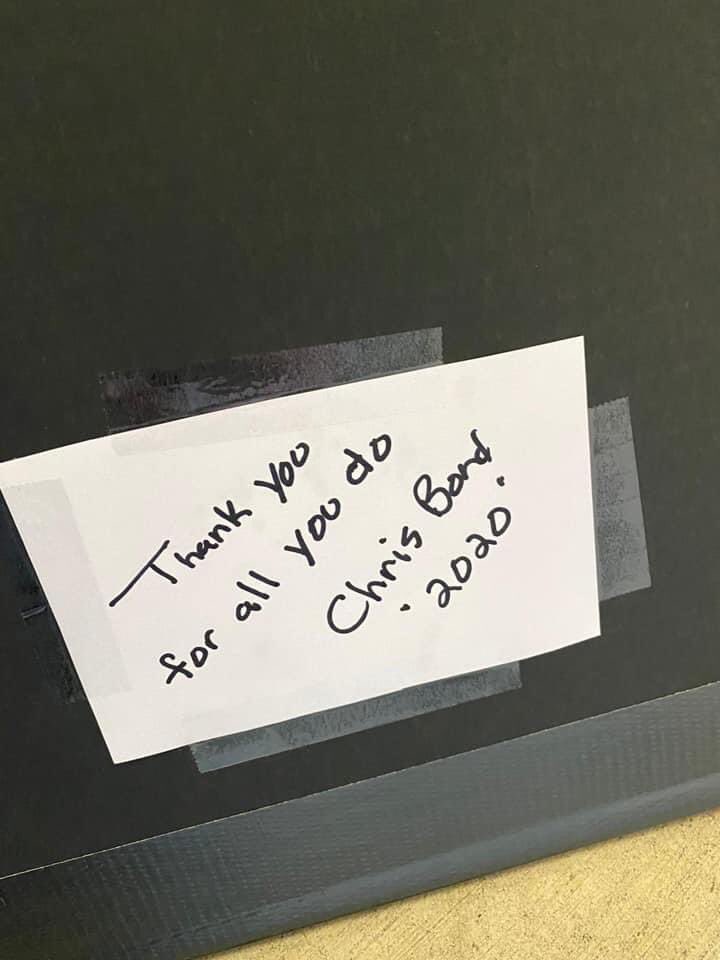 Thank you
for all you do
Chris Bond
·2020·